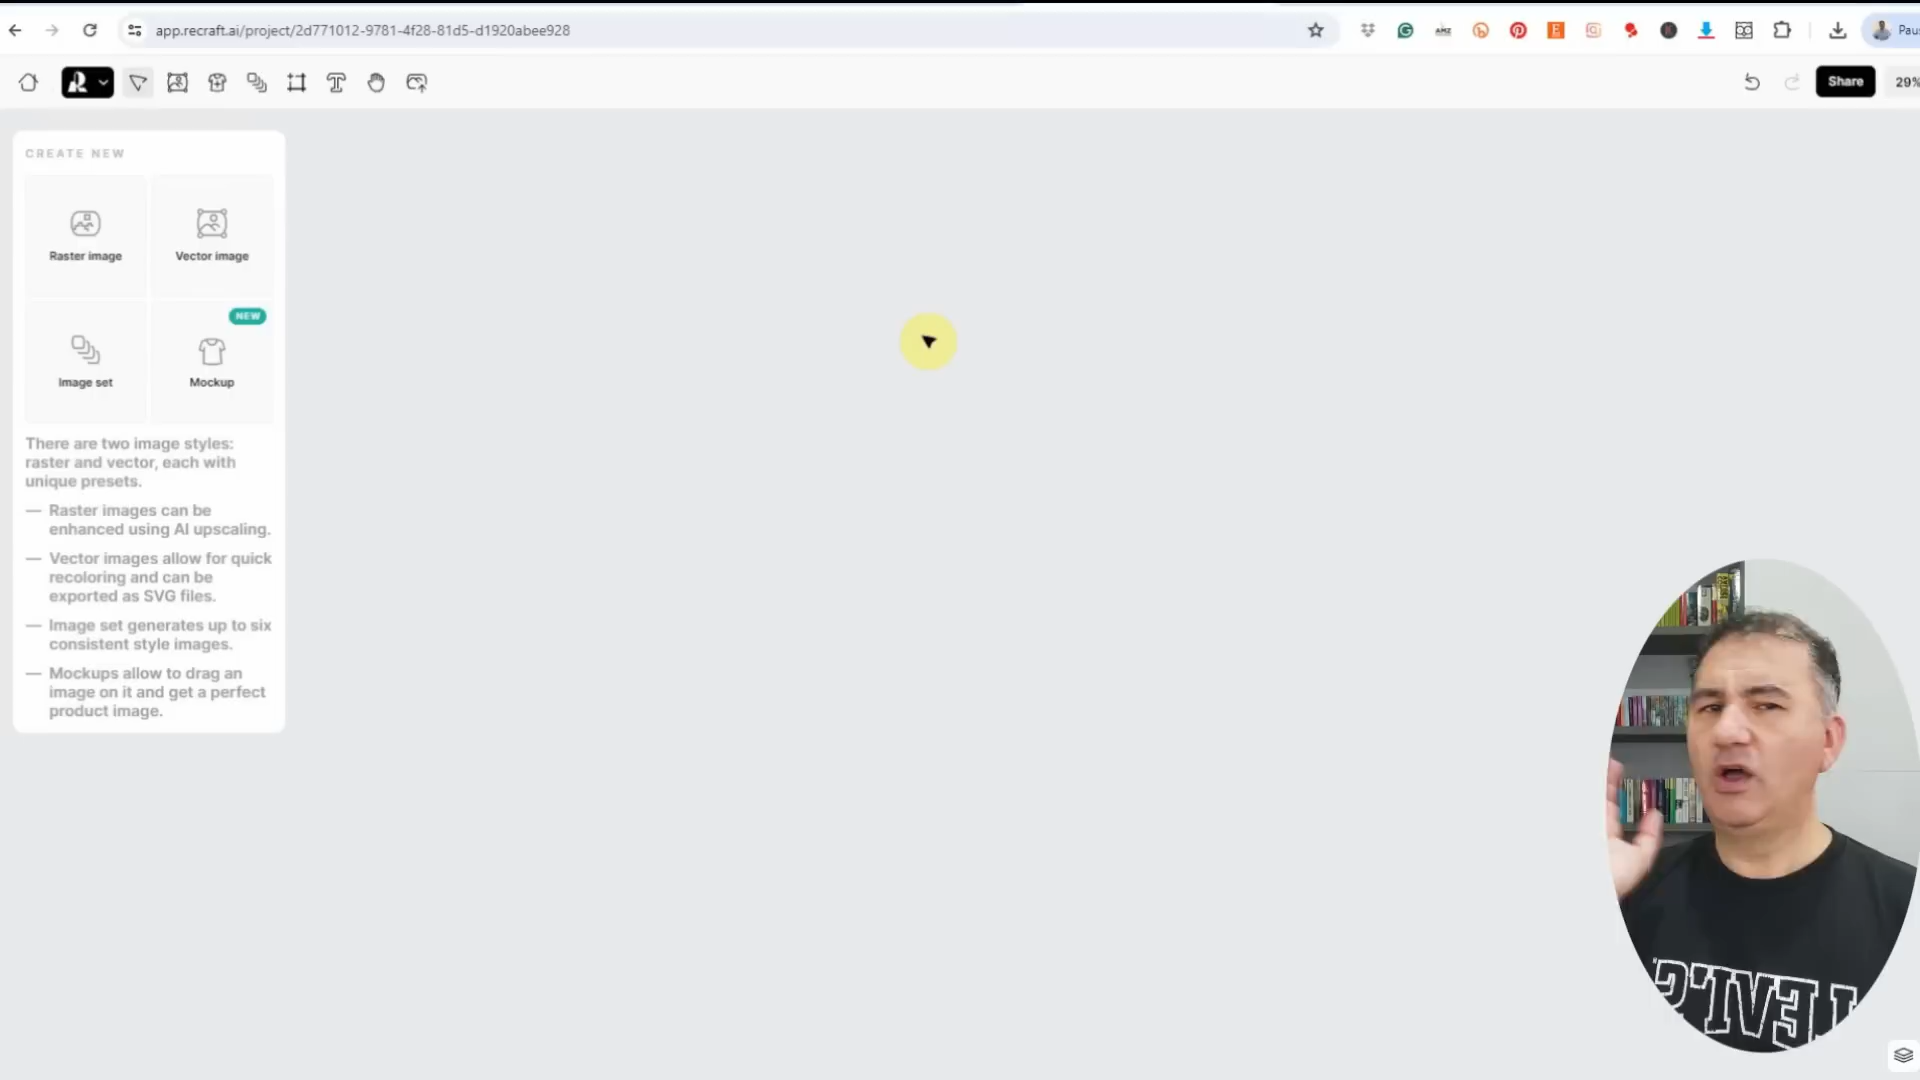 app.recraft.ai/project/2d771012-9781-4f28-81d5-d1920abee928
AMZ
E
Pau
Share
29%
CREATE NEW
Raster image
Vector image
NEW
Image set
Mockup
There are two image styles:
raster and vector, each with
unique presets.
— Raster images can be
enhanced using AI upscaling.
— Vector images allow for quick
recoloring and can be
exported as SVG files.
— Image set generates up to six
consistent style images.
— Mockups allow to drag an
image on it and get a perfect
product image.